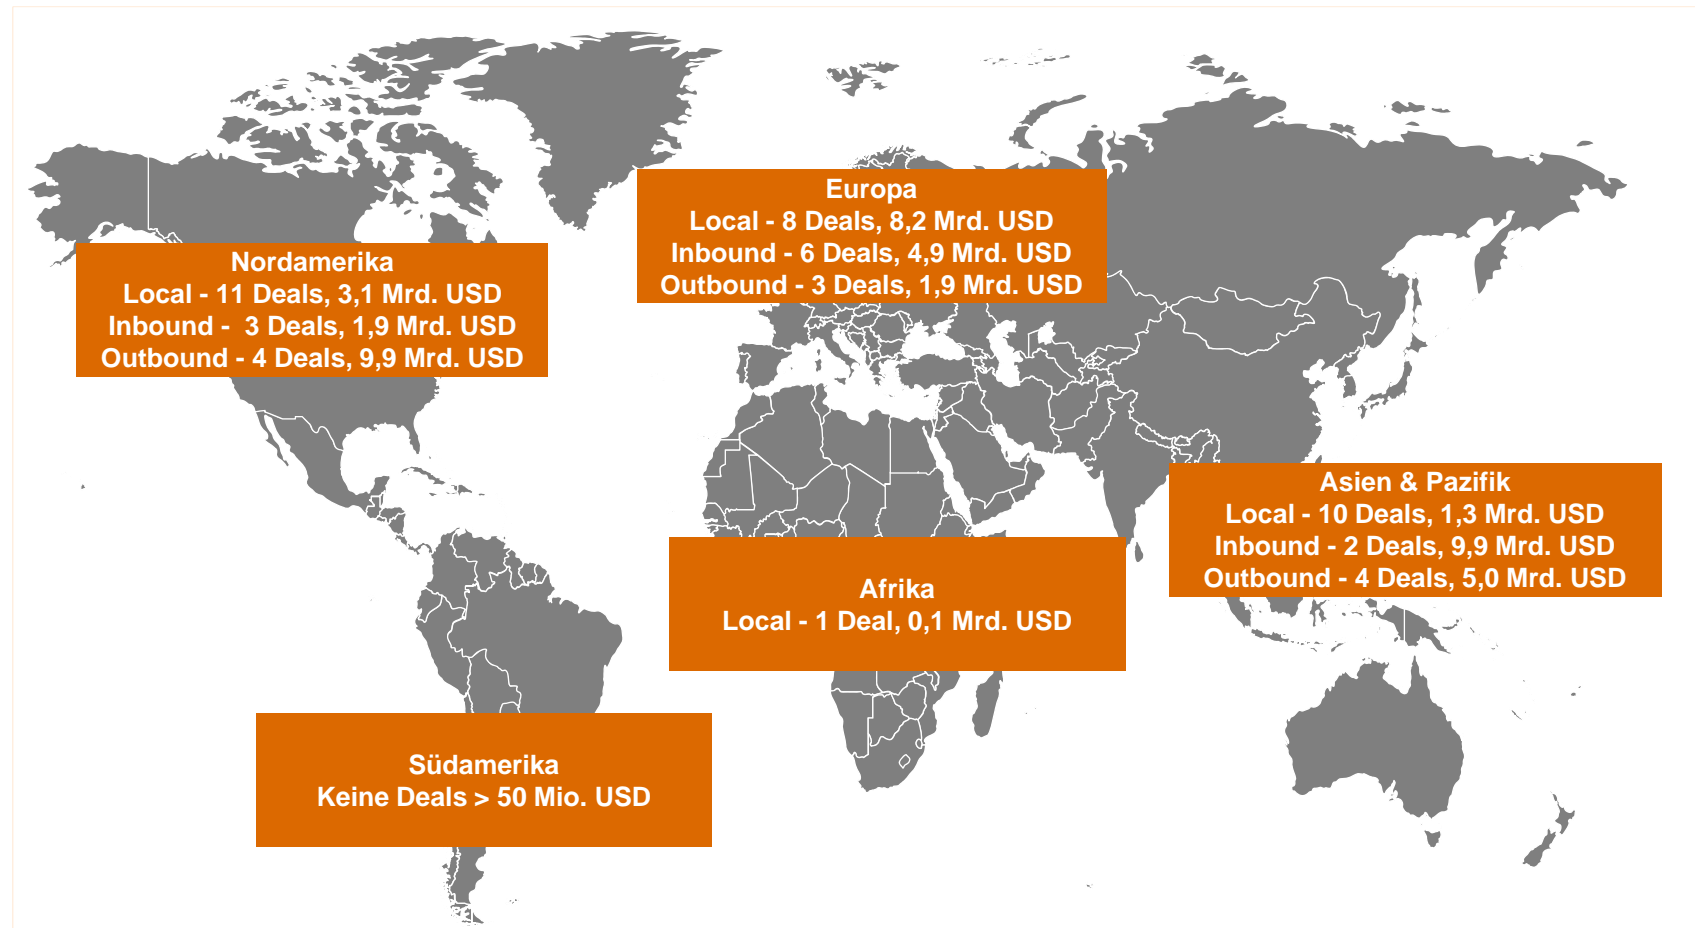 Europa
Local - 8 Deals, 8,2 Mrd. USD
Inbound - 6 Deals, 4,9 Mrd. USD
Outbound - 3 Deals, 1,9 Mrd. USD
Nordamerika
Local - 11 Deals, 3,1 Mrd. USD
Inbound -  3 Deals, 1,9 Mrd. USD
Outbound - 4 Deals, 9,9 Mrd. USD
Asien & Pazifik
Local - 10 Deals, 1,3 Mrd. USD
Inbound - 2 Deals, 9,9 Mrd. USD
Outbound - 4 Deals, 5,0 Mrd. USD
Afrika
Local - 1 Deal, 0,1 Mrd. USD
Südamerika
Keine Deals > 50 Mio. USD